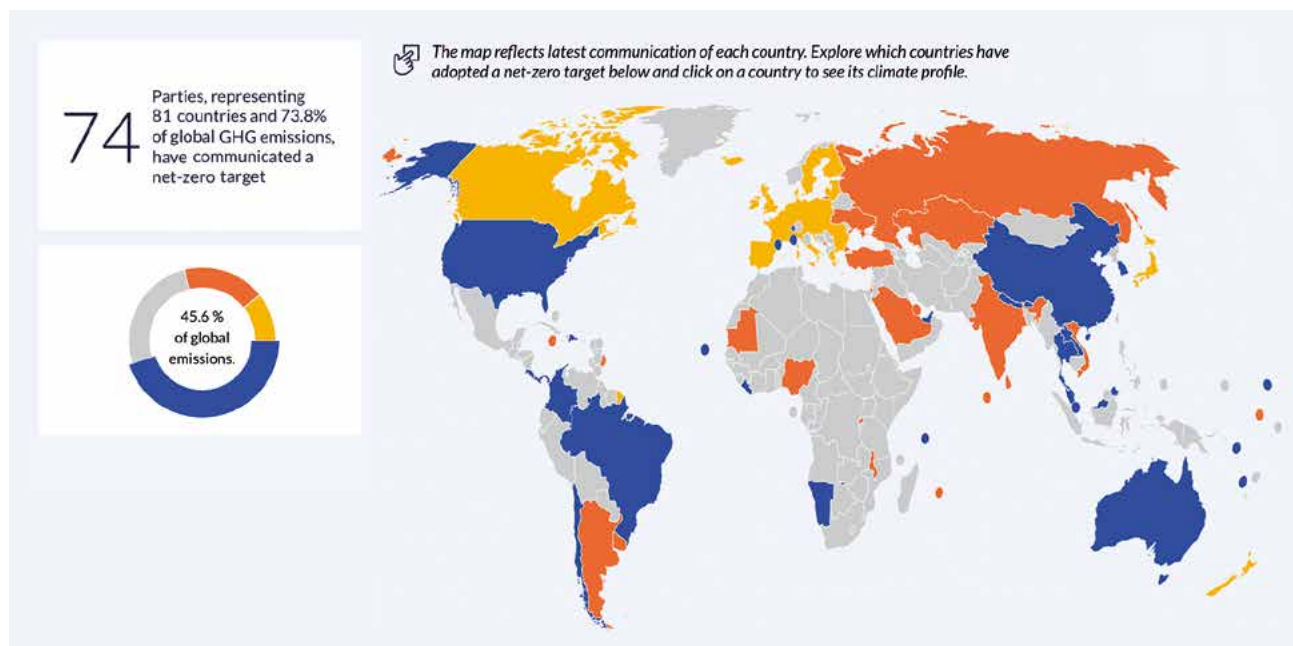 The map reflects latest communication of each country. Explore which countries have
adopted a net-zero target below and click on a country to see its climate profile.
74
Parties, representing
81 countries and 73.8%
of global GHG emissions,
have communicated a
net-zero target
45.6 %
of global
emissions.